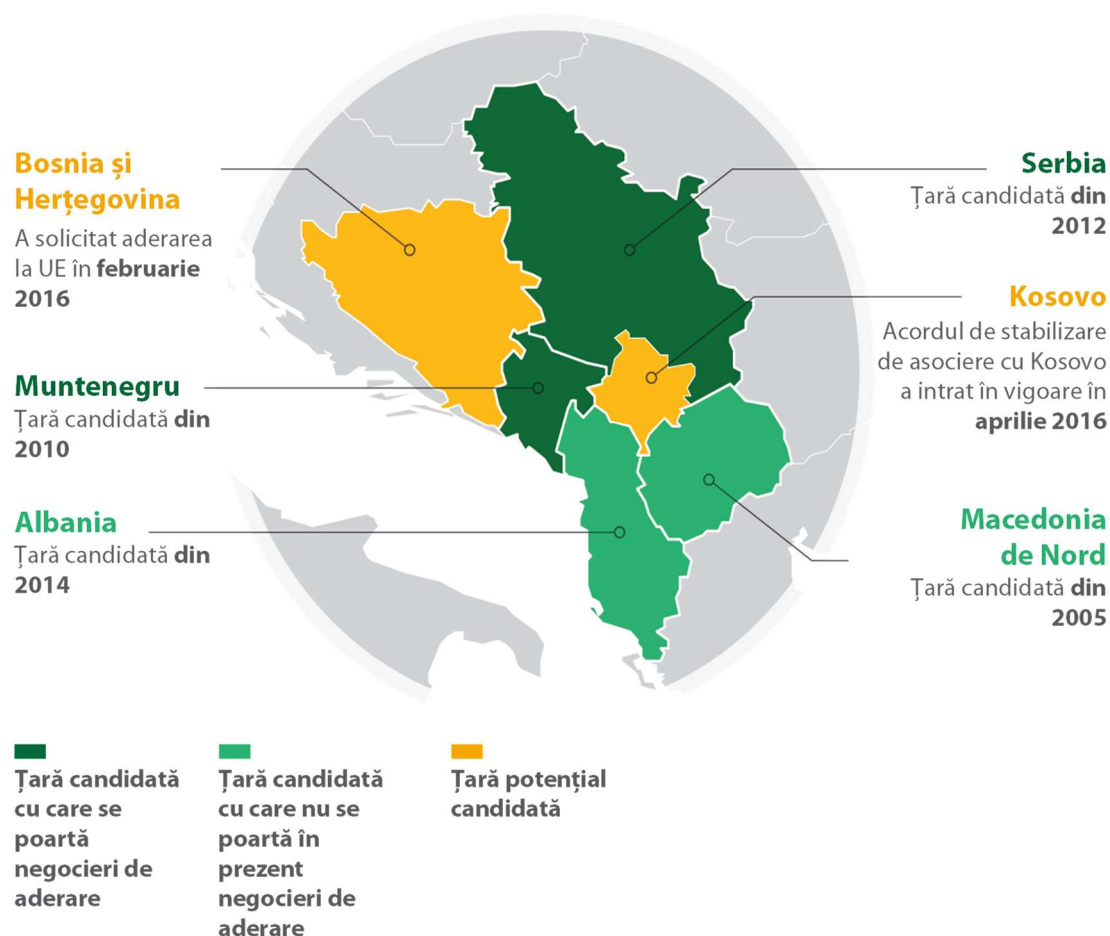 Bosnia și
Herțegovina
A solicitat aderarea
la UE în februarie
2016
Muntenegru
Țară candidată din
2010
Albania
Țară candidată din
2014
Serbia
Țară candidată din
2012
Kosovo
Acordul de stabilizare
de asociere cu Kosovo
a intrat în vigoare în
aprilie 2016
Macedonia
de Nord
Țară candidată din
2005
Țară candidată
cu care se
poartă
negocieri de
aderare
Țară candidată
cu care nu se
poartă în
prezent
negocieri de
aderare
Țară potențial
candidată